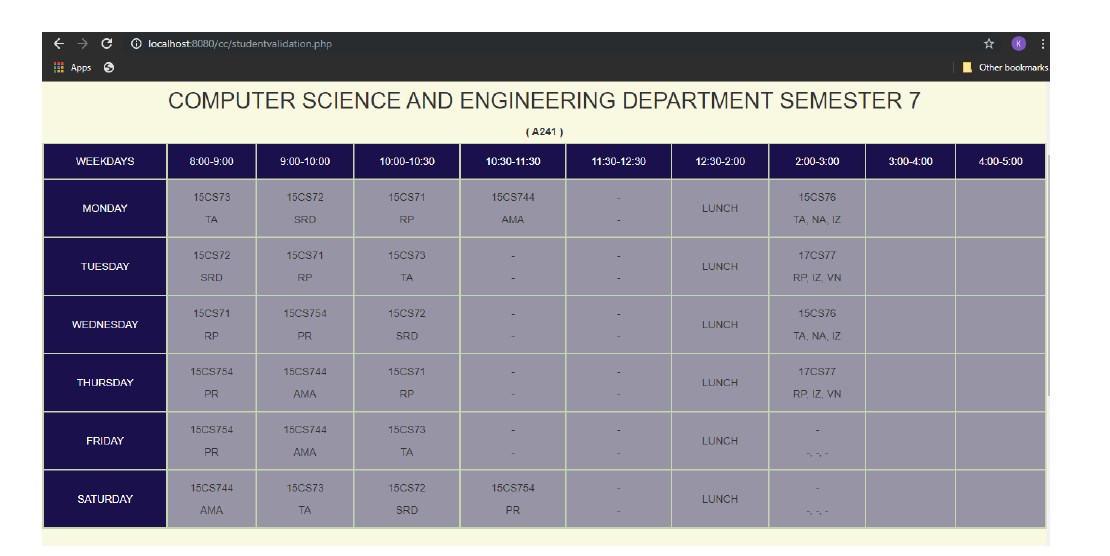 localhost:8080/cc/studentvalidation.php
K
Apps
Other bookmarks
COMPUTER SCIENCE AND ENGINEERING DEPARTMENT SEMESTER 7
( A241 )
WEEKDAYS 8:00-9:00 9:00-10:00 10:00-10:30 10:30-11:30 11:30-12:30 12:30-2:00 2:00-3:00 3:00-4:00 4:00-5:00
MONDAY 15CS73 15CS72 15CS71 15CS744 - LUNCH 15CS76
TA SRD RP AMA - TA, NA, IZ
TUESDAY 15CS72 15CS71 15CS73 - - LUNCH 17CS77
SRD RP TA - - RP, IZ, VN
WEDNESDAY 15CS71 15CS754 15CS72 - - LUNCH 15CS76
RP PR SRD - - TA, NA, IZ
THURSDAY 15CS754 15CS744 15CS71 - - LUNCH 17CS77
PR AMA RP - - RP, IZ, VN
FRIDAY 15CS754 15CS744 15CS73 - - LUNCH -
PR AMA TA - - -, -, -
SATURDAY 15CS744 15CS73 15CS72 15CS754 - LUNCH -
AMA TA SRD PR - -, -, -